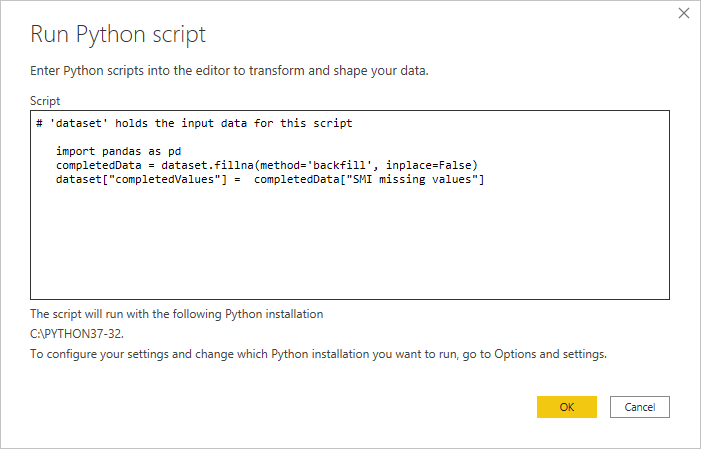 Run Python script
Enter Python scripts into the editor to transform and shape your data.
Script
# 'dataset' holds the input data for this script
import pandas as pd
completedData = dataset.fillna(method='backfill', inplace=False)
dataset["completedValues"] =  completedData["SMI missing values"]
The script will run with the following Python installation
C:\PYTHON37-32.
To configure your settings and change which Python installation you want to run, go to Options and settings.
OK
Cancel